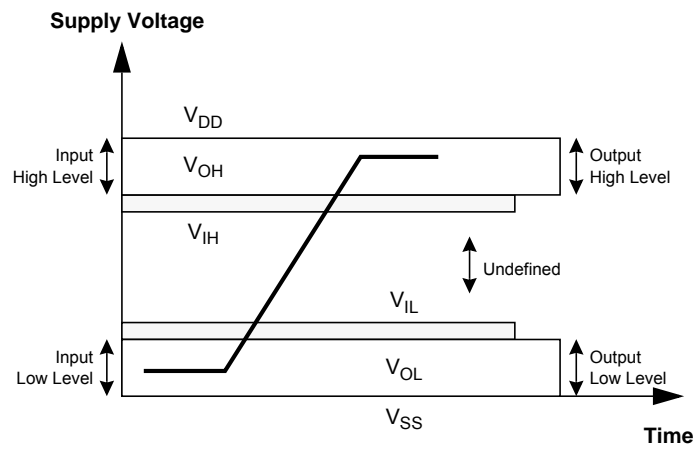 Supply Voltage
V_DD
Input
High Level
V_OH
Output
High Level
V_IH
Undefined
V_IL
Input
Low Level
V_OL
Output
Low Level
V_SS
Time